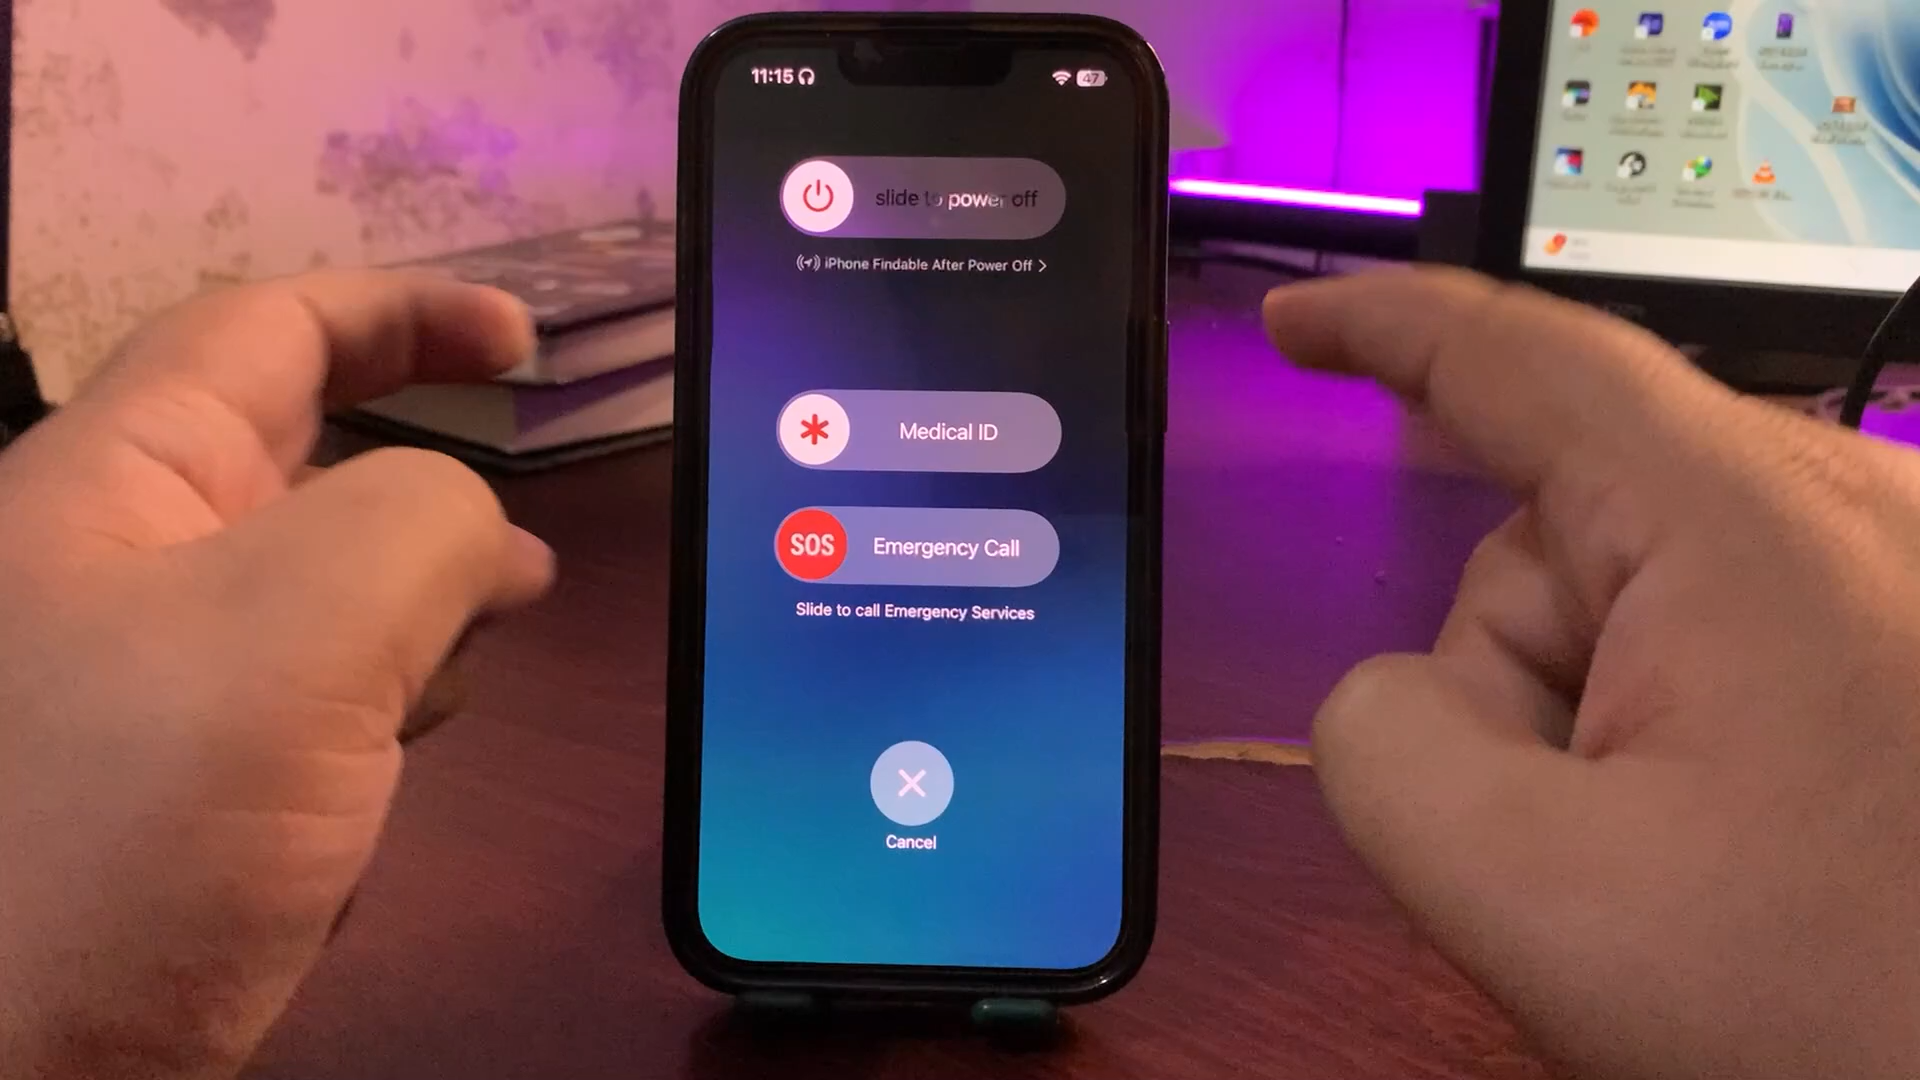 11:15
47
slide to power off
iPhone Findable After Power Off
Medical ID
SOS Emergency Call
Slide to call Emergency Services
Cancel